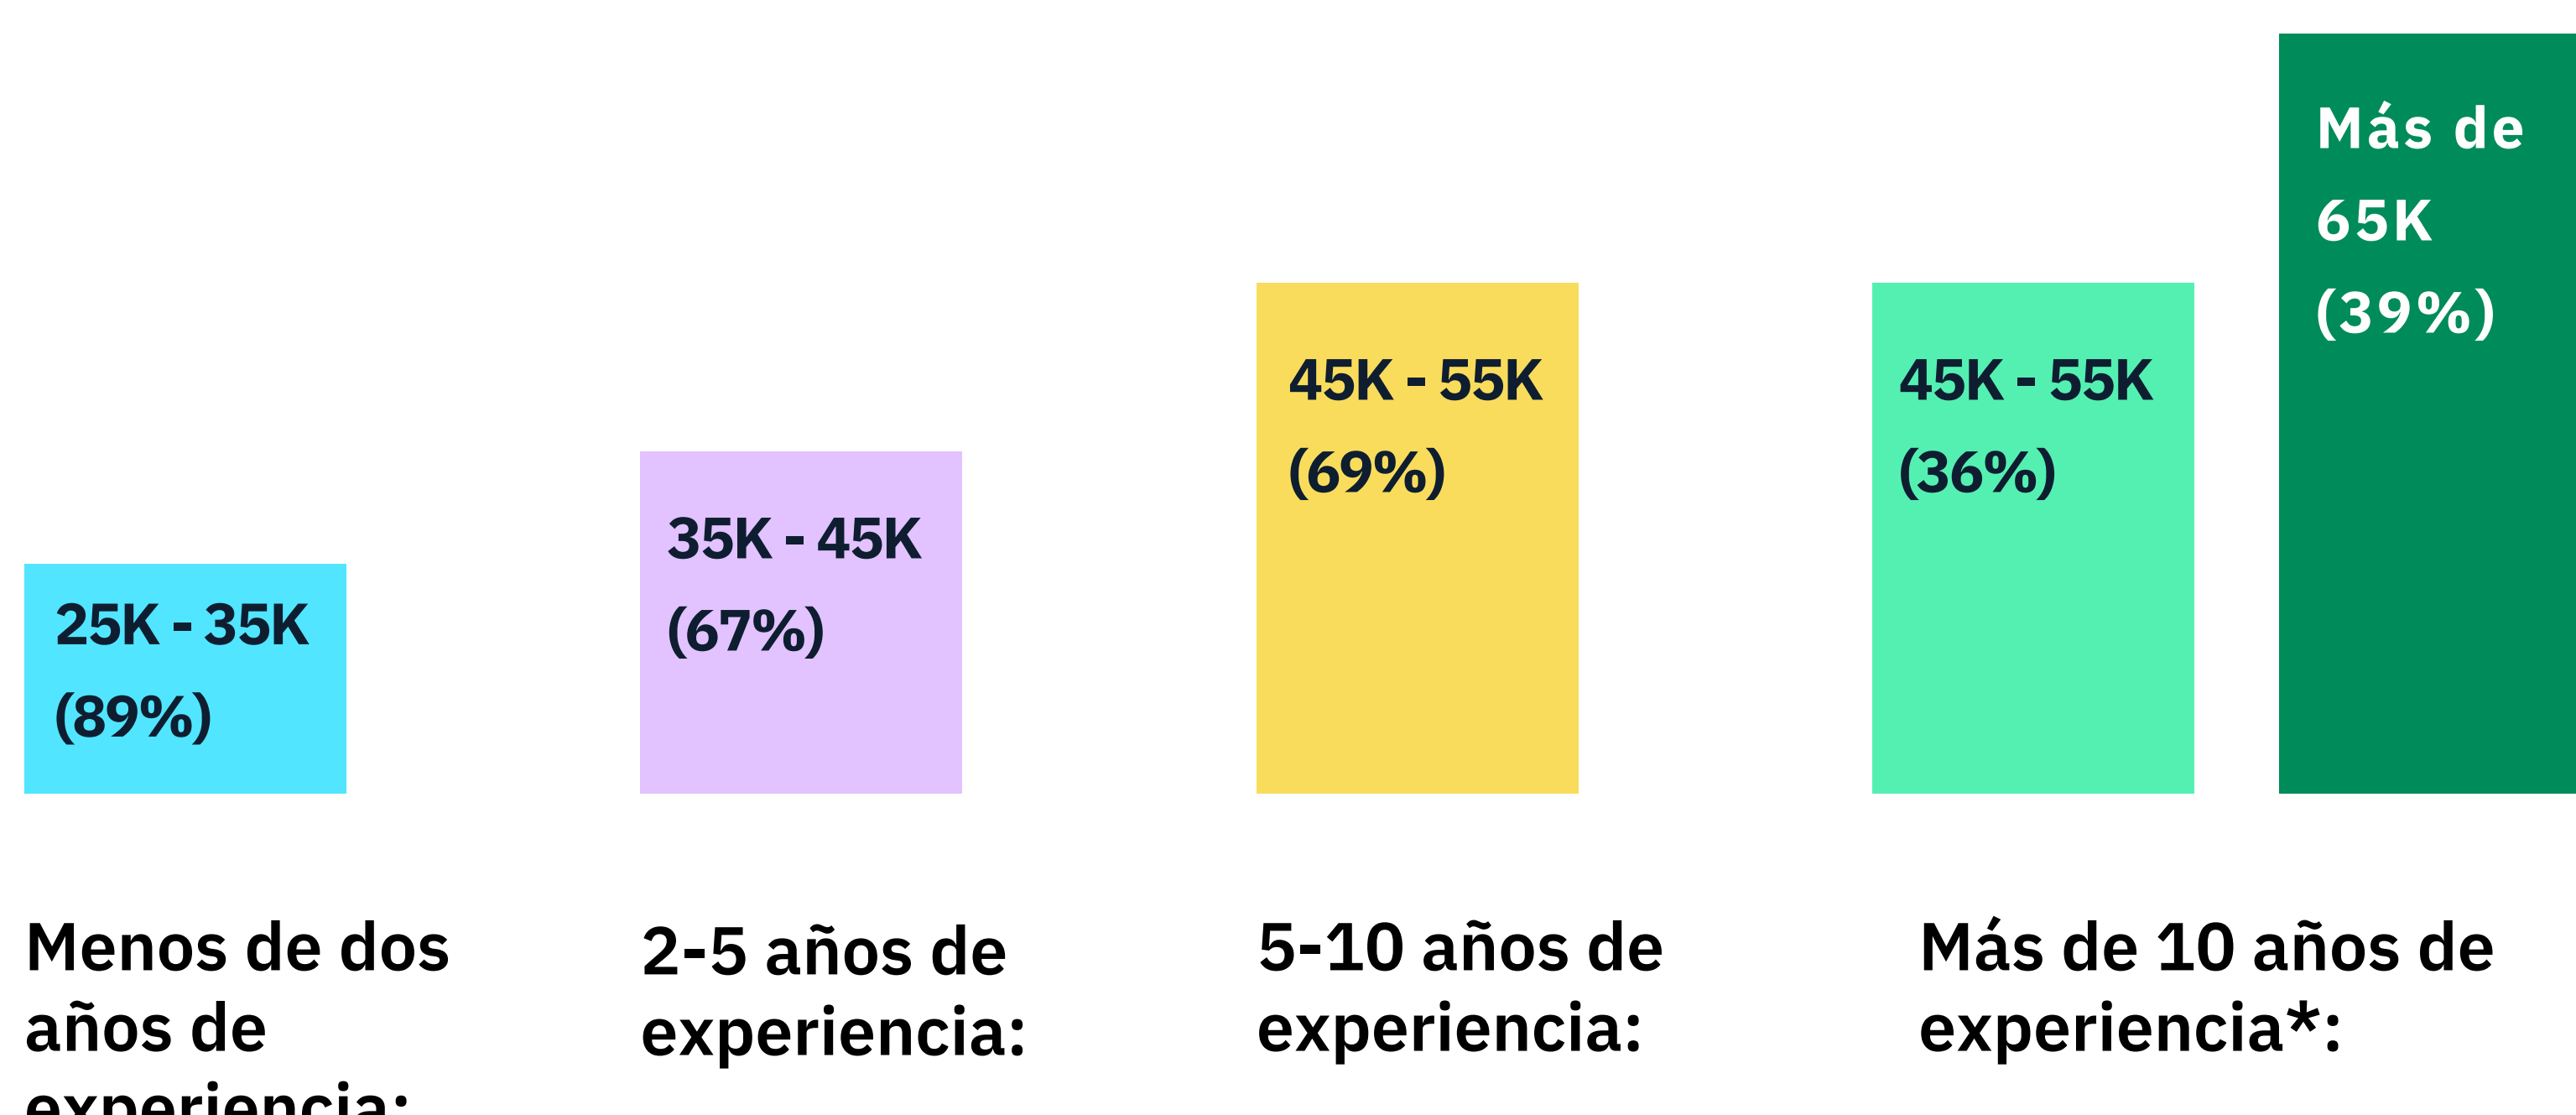 Más de
65K
(39%)
45K - 55K
(69%)
45K - 55K
(36%)
35K - 45K
(67%)
25K - 35K
(89%)
Menos de dos
años de
experiencia:
2-5 años de
experiencia:
5-10 años de
experiencia:
Más de 10 años de
experiencia*: